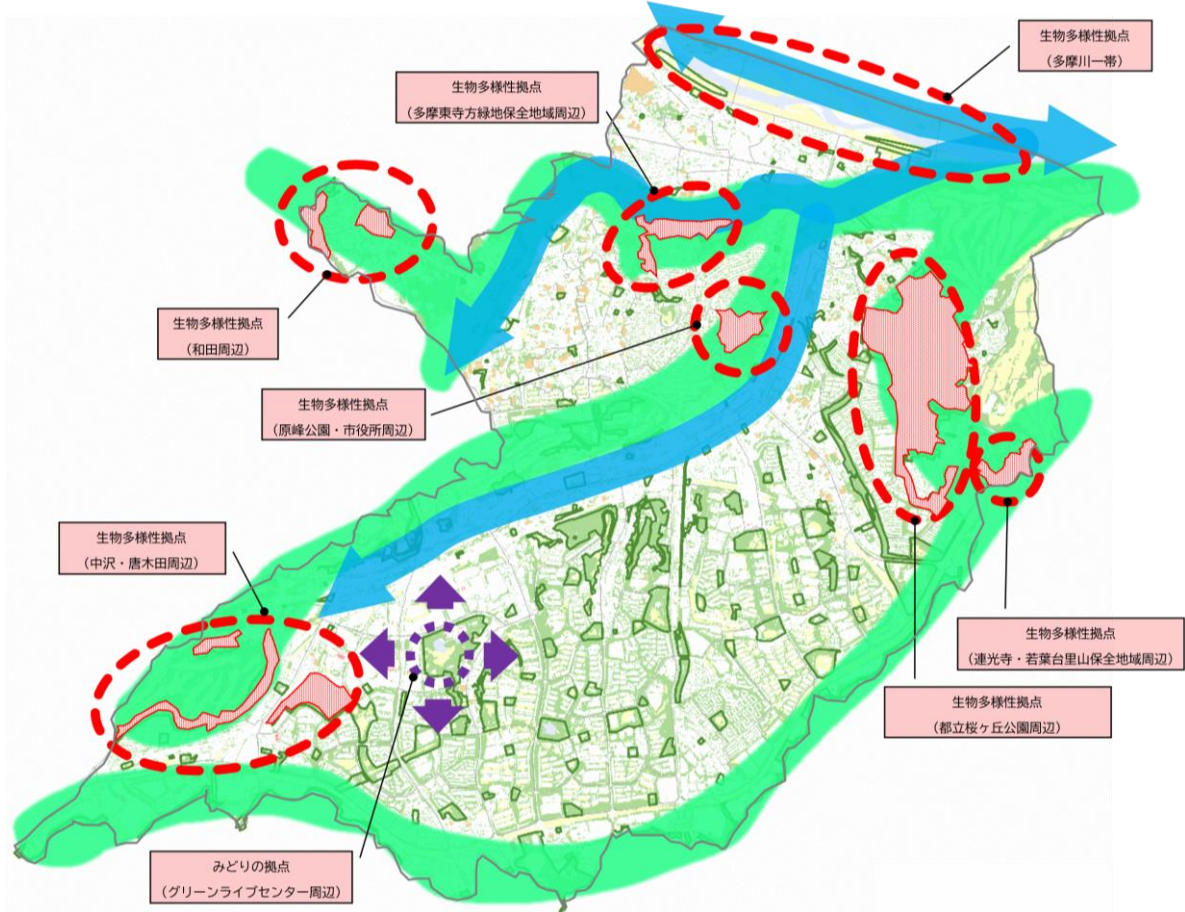 生物多様性拠点
（多摩川一帯）
生物多様性拠点
（多摩東寺方緑地保全地域周辺）
生物多様性拠点
（和田周辺）
生物多様性拠点
（原峰公園・市役所周辺）
生物多様性拠点
（中沢・唐木田周辺）
生物多様性拠点
（連光寺・若葉台里山保全地域周辺）
生物多様性拠点
（都立桜ヶ丘公園周辺）
みどりの拠点
（グリーンライブセンター周辺）